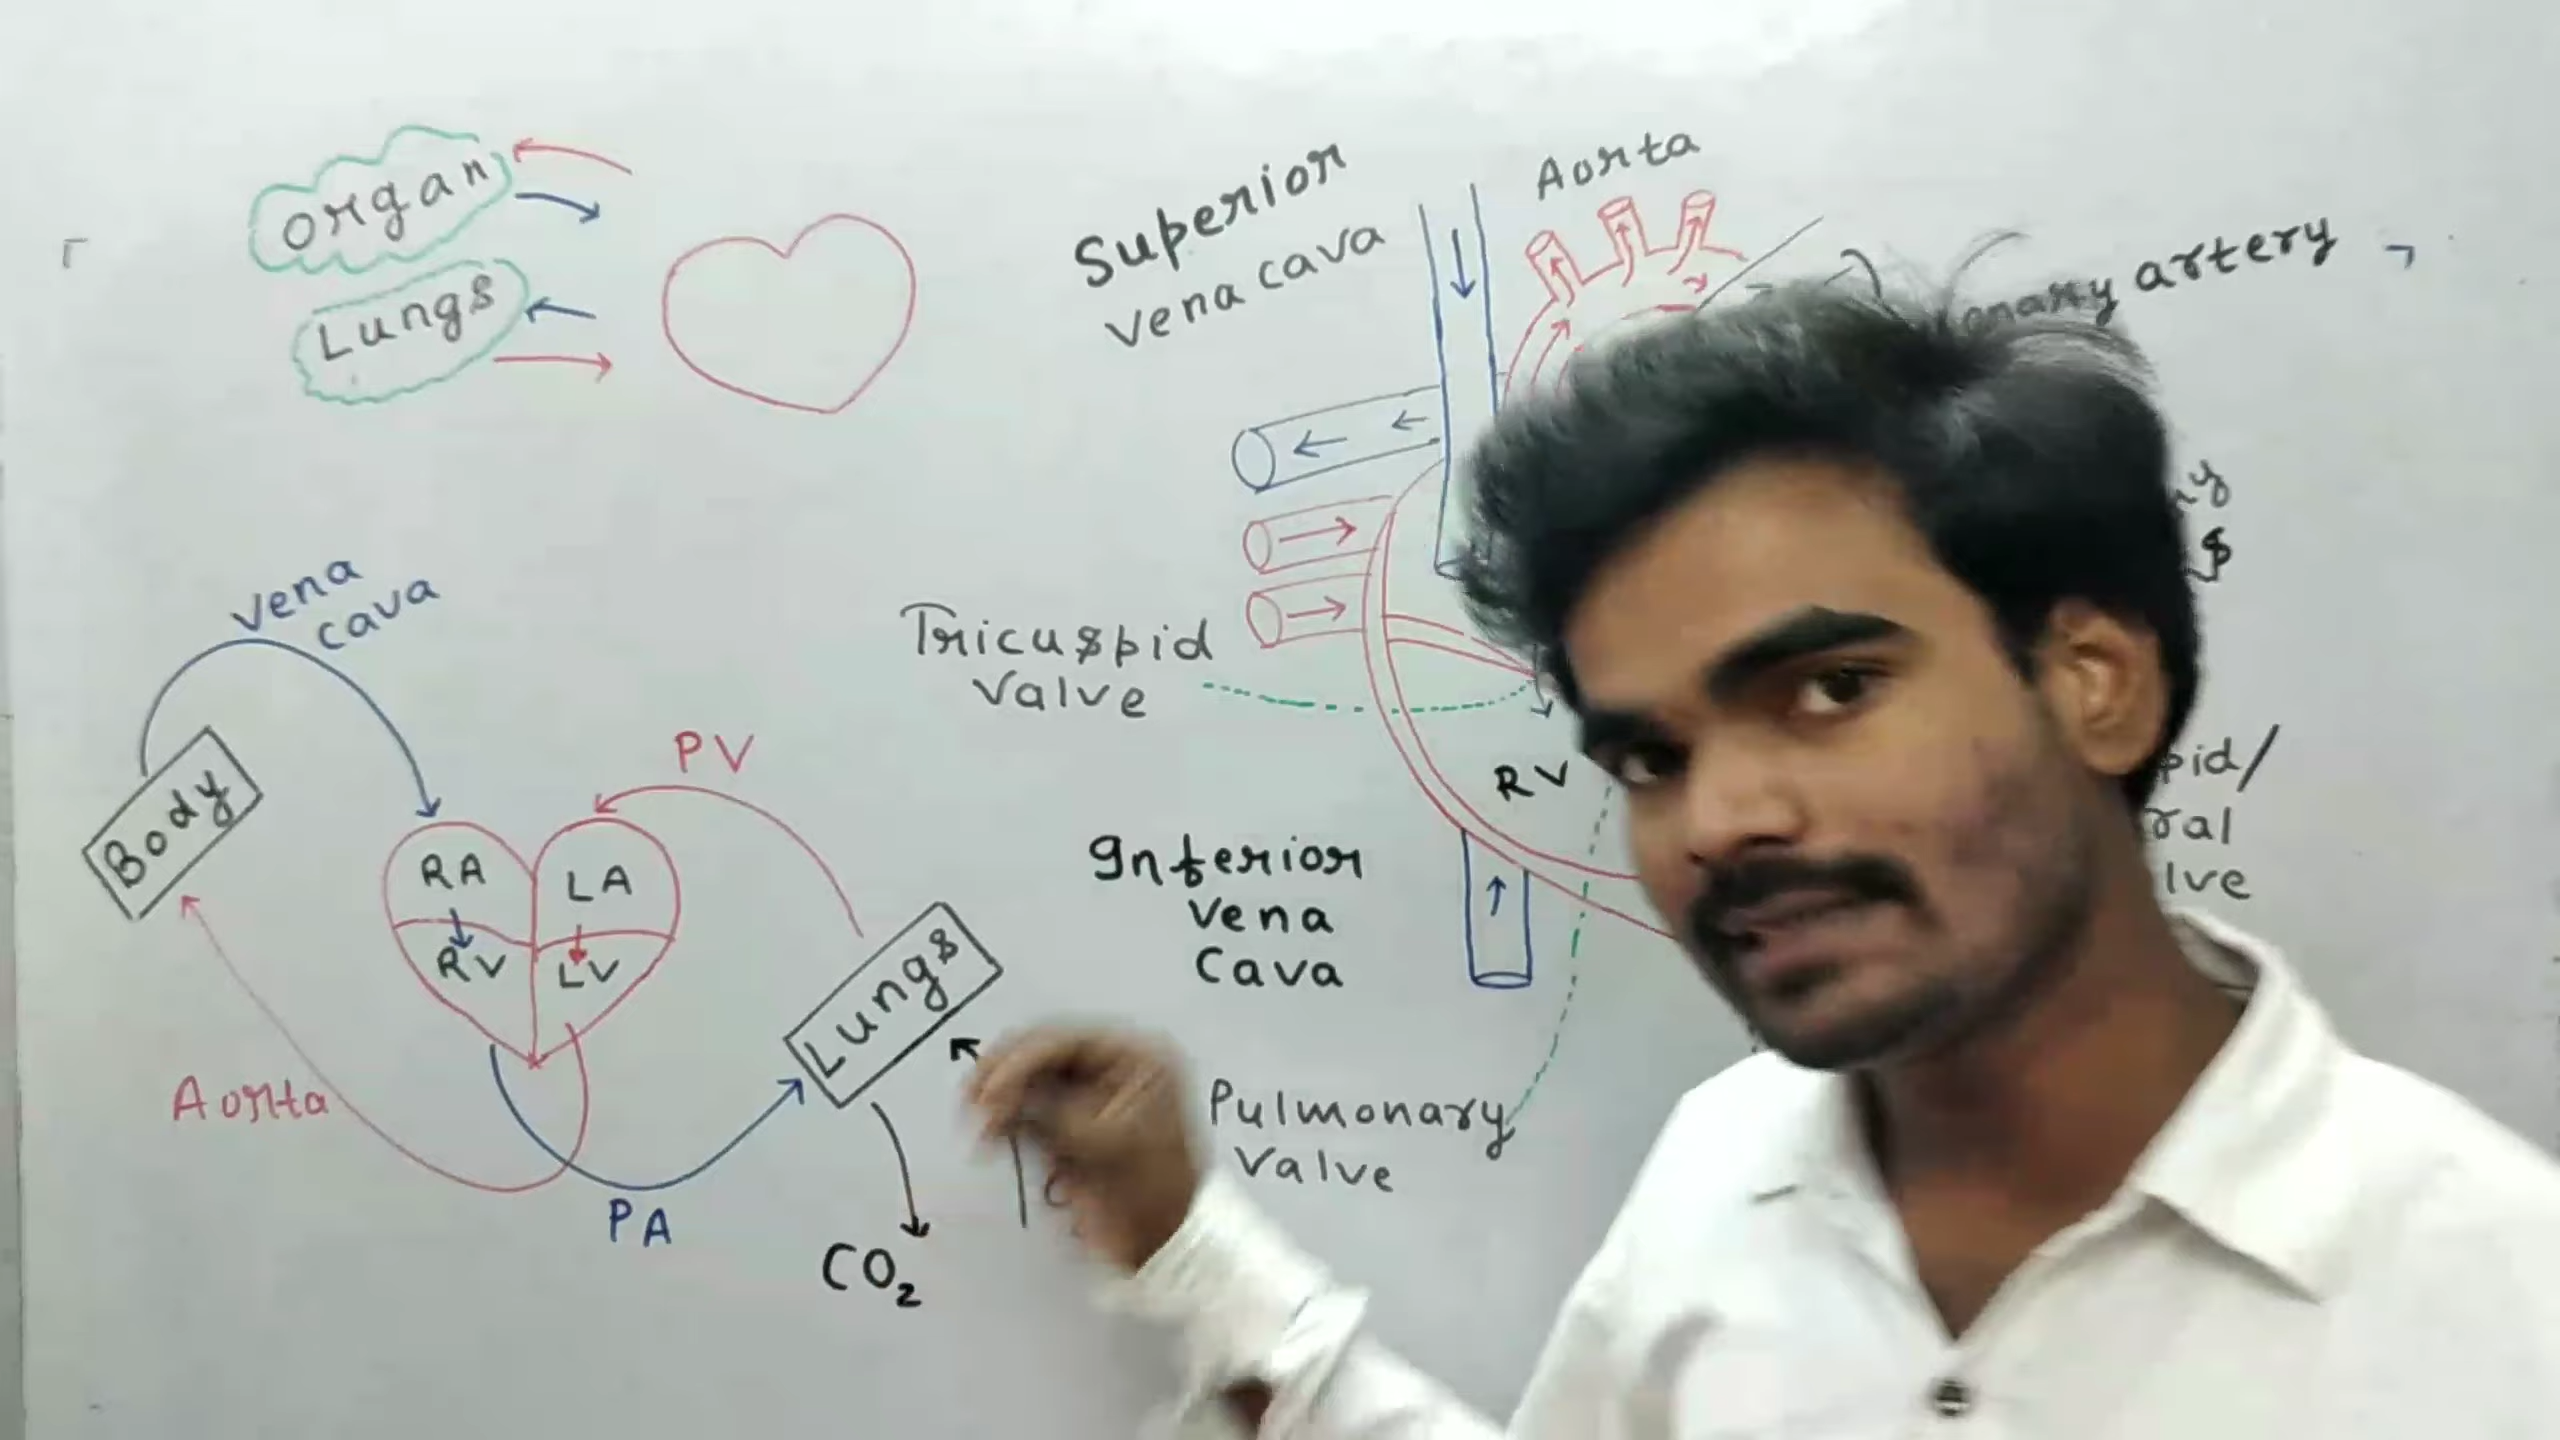 organ
Lungs
Superior
vena cava
Aorta
artery
Tricuspid
Valve
RV
Inferior
Vena
Cava
Pulmonary
Valve
vena
cava
Body
PV
RA
LA
RV
LV
Lungs
Aorta
PA
CO₂